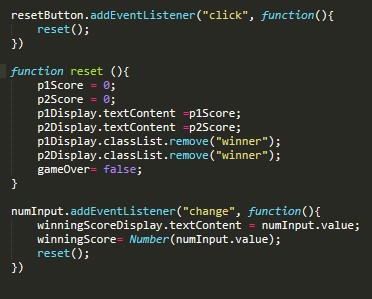 resetButton.addEventListener("click", function(){
    reset();
})

function reset (){
    p1Score = 0;
    p2Score = 0;
    p1Display.textContent =p1Score;
    p2Display.textContent =p2Score;
    p1Display.classList.remove("winner");
    p2Display.classList.remove("winner");
    gameOver= false;
}

numInput.addEventListener("change", function(){
    winningScoreDisplay.textContent = numInput.value;
    winningScore= Number(numInput.value);
    reset();
})